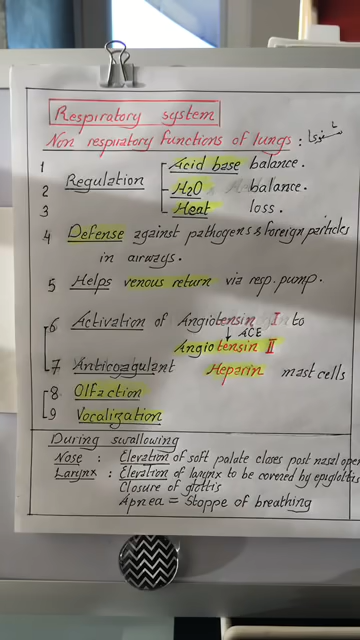 Respiratory system
Non respiratory functions of lungs : شفوى
1 Acid base balance.
2 Regulation H2O balance.
3 Heat loss.
4 Defense against pathogens & foreign particles
in airways.
5 Helps venous return via resp. pump.
6 Activation of Angiotensin I to
ACE
Angiotensin II
7 Anticoagulant Heparin mast cells
8 Olfaction
9 Vocalization
During swallowing
Nose : Elevation of soft palate closes post nasal open
Larynx : Elevation of larynx to be covered by epiglottis
Closure of glottis
Apnea = Stoppe of breathing